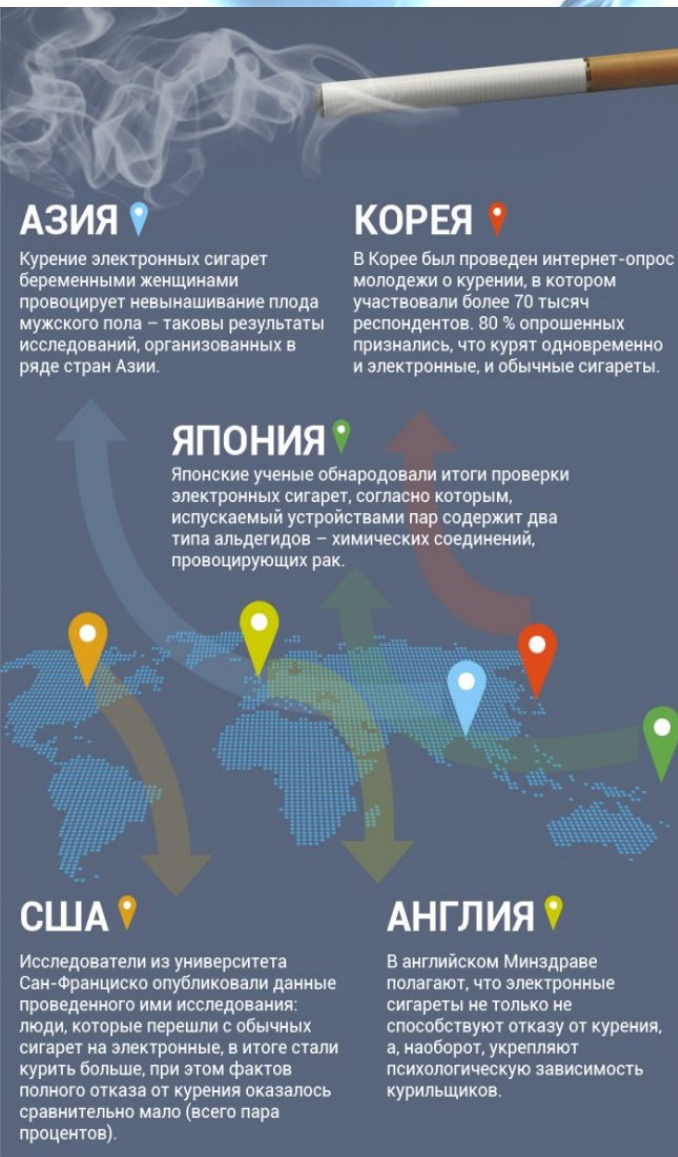 АЗИЯ
Курение электронных сигарет
беременными женщинами
провоцирует невынашивание плода
мужского пола – таковы результаты
исследований, организованных в
ряде стран Азии.
КОРЕЯ
В Корее был проведен интернет-опрос
молодежи о курении, в котором
участвовали более 70 тысяч
респондентов. 80 % опрошенных
признались, что курят одновременно
и электронные, и обычные сигареты.
ЯПОНИЯ
Японские ученые обнародовали итоги проверки
электронных сигарет, согласно которым,
испускаемый устройствами пар содержит два
типа альдегидов – химических соединений,
провоцирующих рак.
США
Исследователи из университета
Сан-Франциско опубликовали данные
проведенного ими исследования:
люди, которые перешли с обычных
сигарет на электронные, в итоге стали
курить больше, при этом фактов
полного отказа от курения оказалось
сравнительно мало (всего пара
процентов).
АНГЛИЯ
В английском Минздраве
полагают, что электронные
сигареты не только не
способствуют отказу от курения,
а, наоборот, укрепляют
психологическую зависимость
курильщиков.